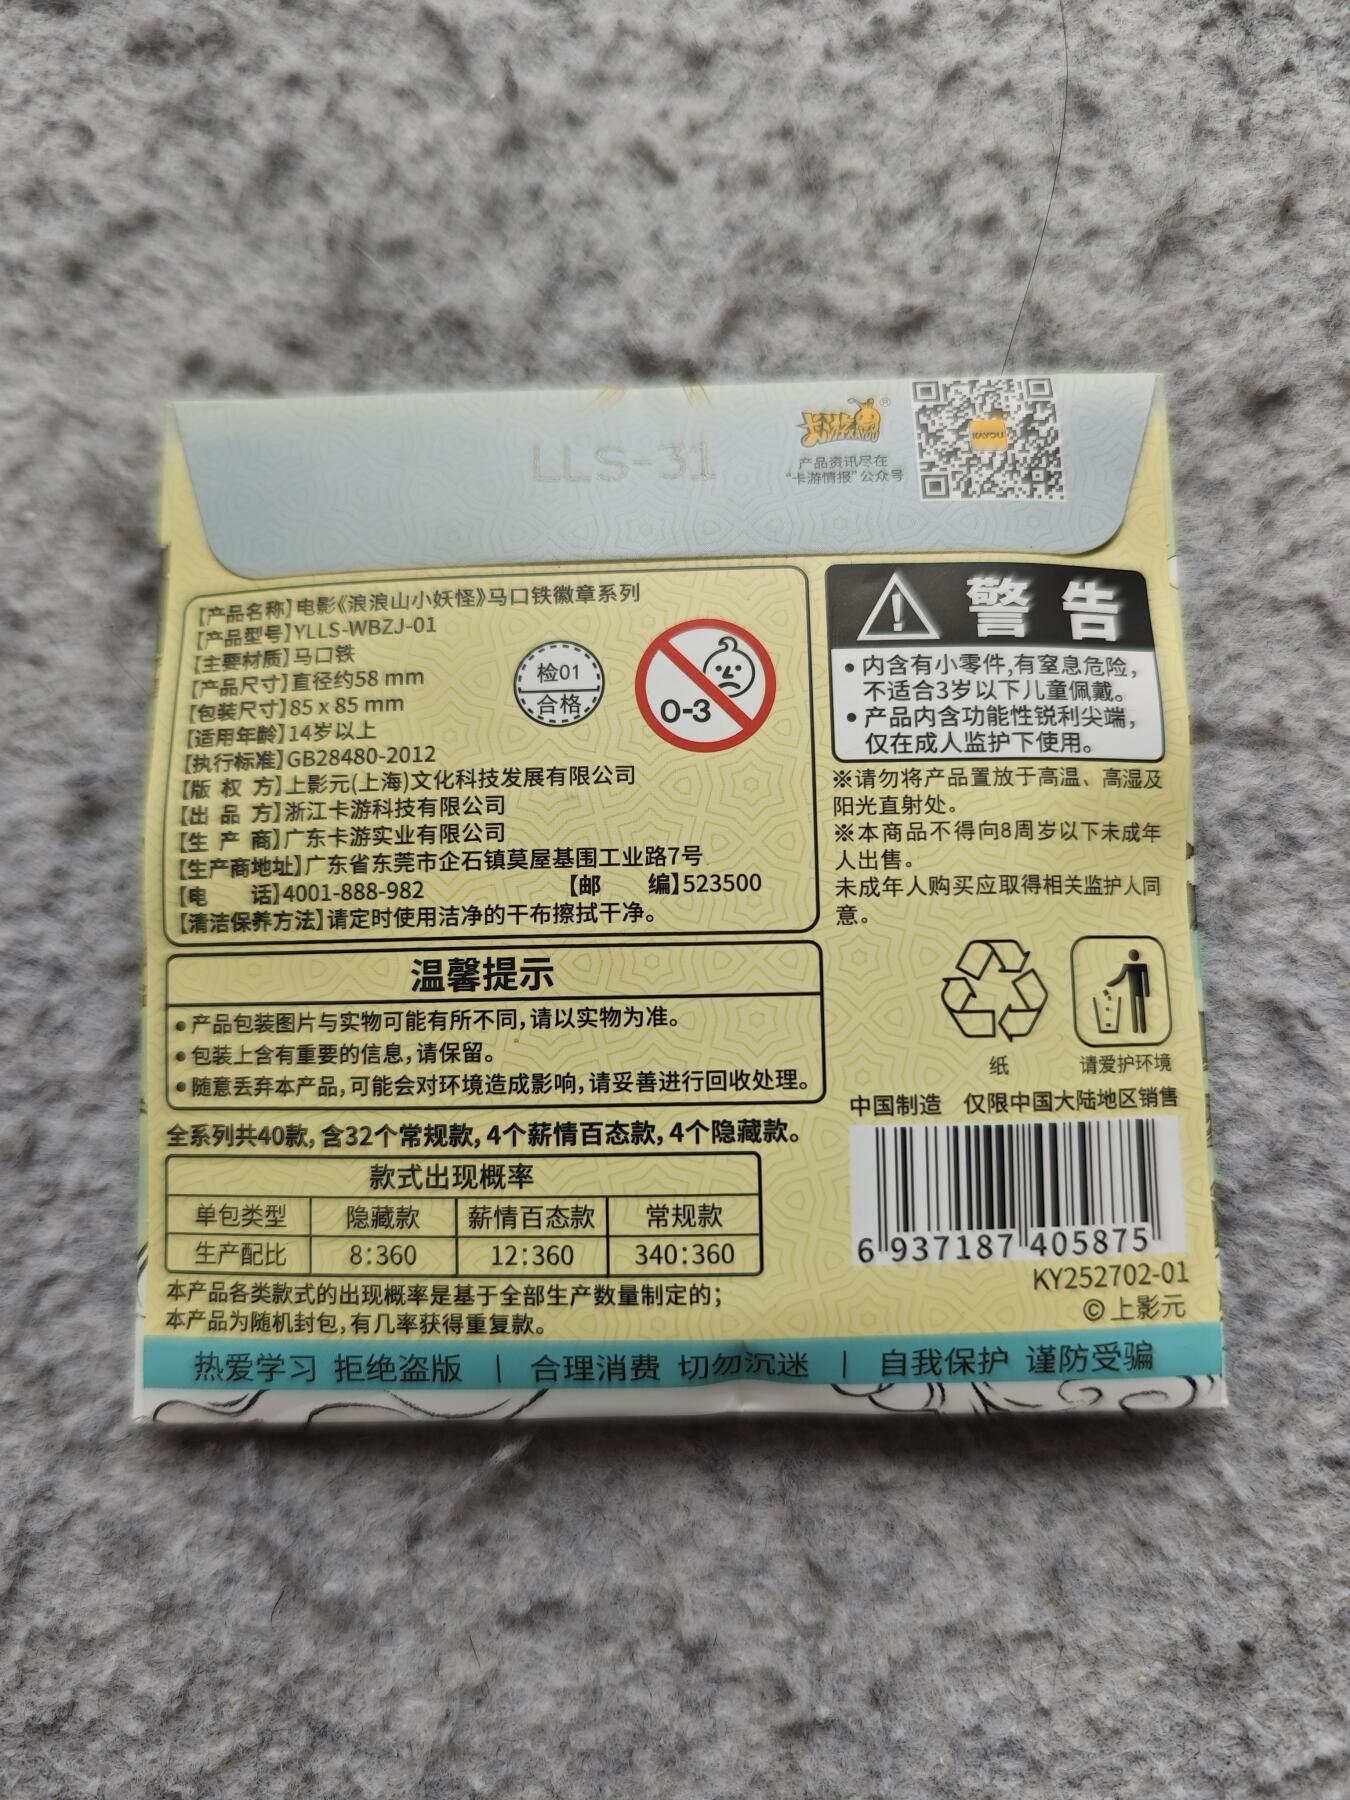 LLS-31
卡游
KAYOU
®
KAYOU
产品资讯尽在
“卡游情报”公众号
【产品名称】电影《浪浪山小妖怪》马口铁徽章系列
【产品型号】YLLS-WBZJ-01
【主要材质】马口铁
【产品尺寸】直径约58 mm
【包装尺寸】85 x 85 mm
【适用年龄】14岁以上
【执行标准】GB28480-2012
【版权方】上影元(上海)文化科技发展有限公司
【出品方】浙江卡游科技有限公司
【生产商】广东卡游实业有限公司
【生产商地址】广东省东莞市企石镇莫屋基围工业路7号
【电话】4001-888-982 【邮编】523500
【清洁保养方法】请定时使用洁净的干布擦拭干净。
检01
合格
0-3
警告
•内含有小零件,有窒息危险,
不适合3岁以下儿童佩戴。
•产品内含功能性锐利尖端,
仅在成人监护下使用。
※请勿将产品置放于高温、高湿及
阳光直射处。
※本商品不得向8周岁以下未成年
人出售。
未成年人购买应取得相关监护人同
意。
纸
请爱护环境
中国制造 仅限中国大陆地区销售
6 937187 405875
KY252702-01
©上影元
温馨提示
•产品包装图片与实物可能有所不同,请以实物为准。
•包装上含有重要的信息,请保留。
•随意丢弃本产品,可能会对环境造成影响,请妥善进行回收处理。
全系列共40款,含32个常规款,4个薪情百态款,4个隐藏款。
款式出现概率
单包类型 隐藏款 薪情百态款 常规款
生产配比 8:360 12:360 340:360
本产品各类款式的出现概率是基于全部生产数量制定的;
本产品为随机封包,有几率获得重复款。
热爱学习 拒绝盗版 | 合理消费 切勿沉迷 | 自我保护 谨防受骗